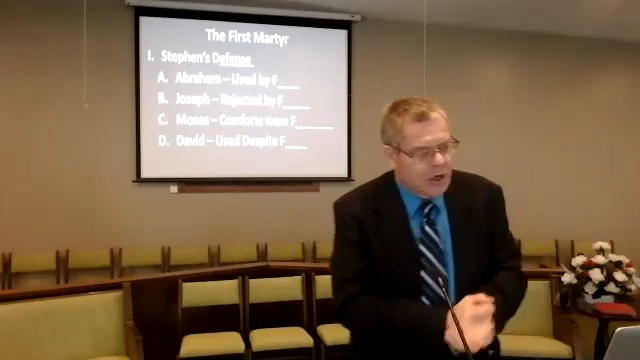 The First Martyr
I. Stephen's Defense
A. Abraham – Lived by F____
B. Joseph – Rejected by F____
C. Moses – Comforts were F______
D. David – Used Despite F____